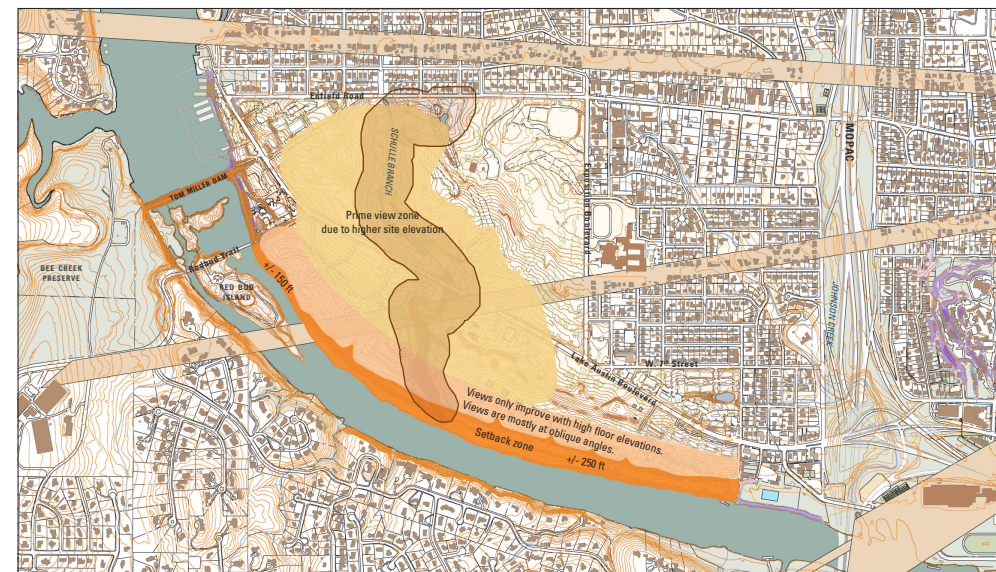 Enfield Road
SCHULLE BRANCH
MOPAC
TOM MILLER DAM
Exposition Boulevard
Prime view zone
due to higher site elevation
Redbud Trail
+/- 150 ft
BEE CREEK
PRESERVE
RED BUD
ISLAND
JOHNSON CREEK
Lake Austin Boulevard
W. 7th Street
Views only improve with high floor elevations.
Views are mostly at oblique angles.
Setback zone
+/- 250 ft